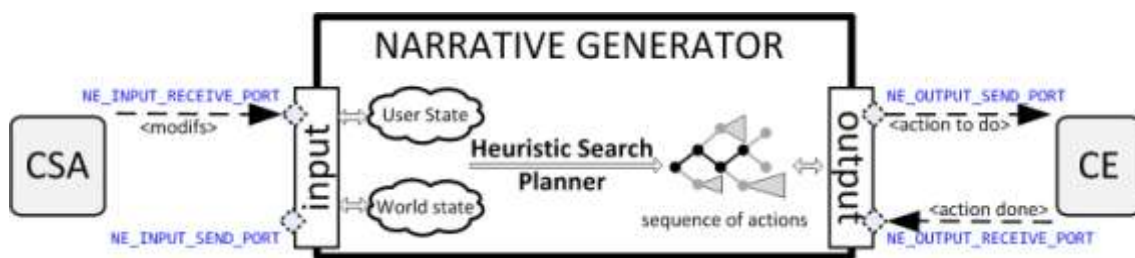 NARRATIVE GENERATOR
NE_INPUT_RECEIVE_PORT
<modifs>
CSA
NE_INPUT_SEND_PORT
input
User State
World state
Heuristic Search
Planner
sequence of actions
output
NE_OUTPUT_SEND_PORT
<action to do>
CE
<action done>
NE_OUTPUT_RECEIVE_PORT